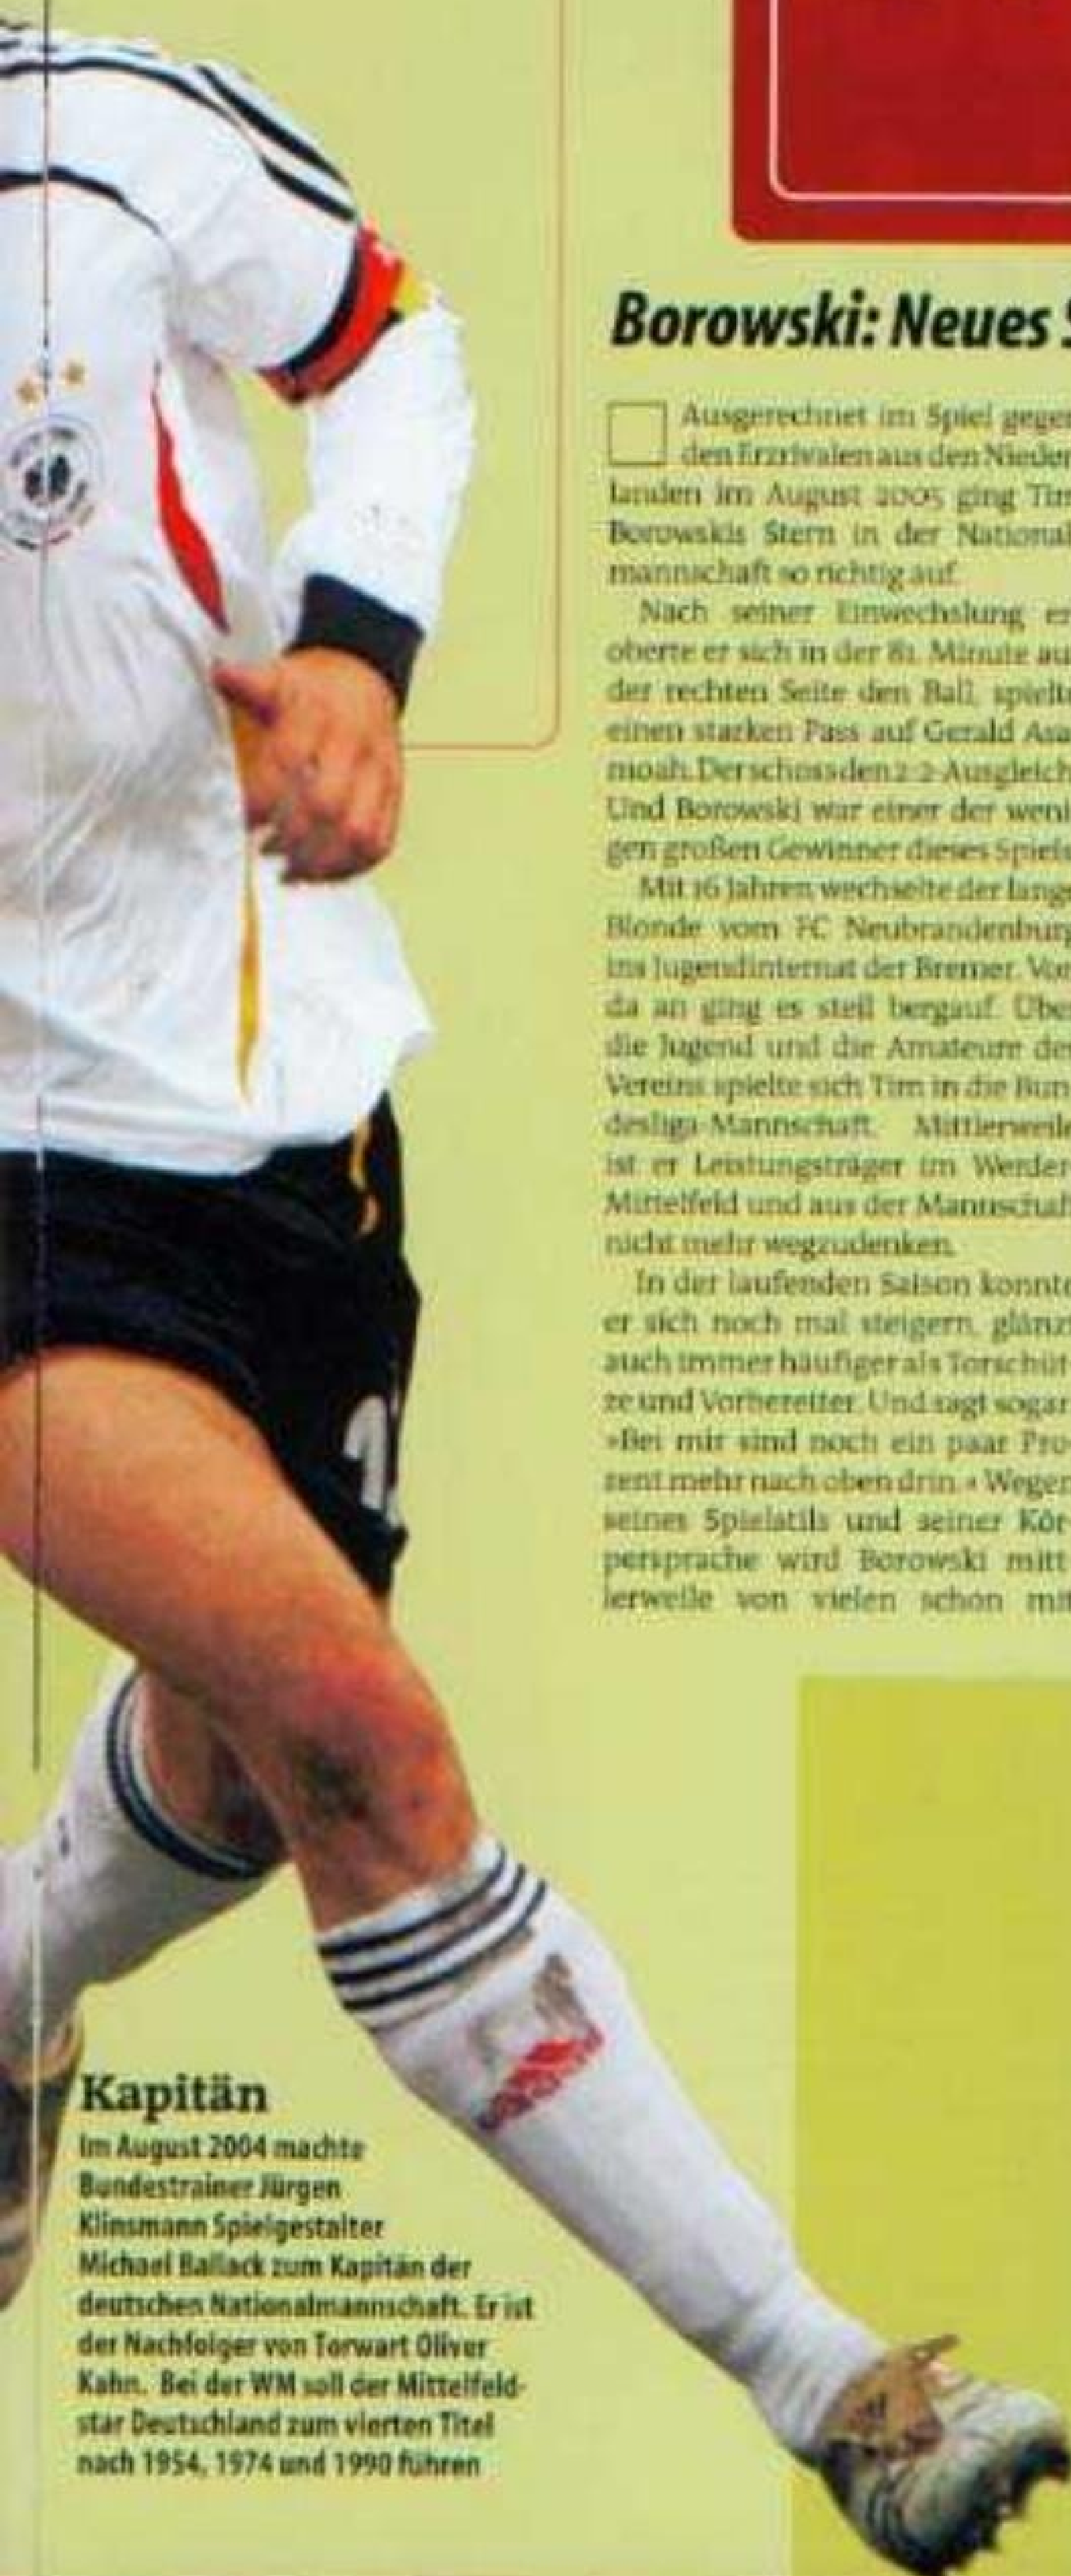 Borowski: Neues
Ausgerechnet im Spiel gegen
den Erzrivalen aus den Nieder
landen im August 2005 ging Tim
Borowskis Stern in der National
mannschaft so richtig auf.
Nach seiner Einwechslung er
oberte er sich in der 81. Minute au
der rechten Seite den Ball, spielte
einen starken Pass auf Gerald Asa
moah. Der schoss den 2:2-Ausgleich
Und Borowski war einer der weni
gen großen Gewinner dieses Spiels
Mit 16 Jahren wechselte der lange
Blonde vom FC Neubrandenburg
ins Jugendinternat der Bremer. Von
da an ging es steil bergauf. Über
die Jugend und die Amateure des
Vereins spielte sich Tim in die Bun
desliga-Mannschaft. Mittlerweile
ist er Leistungsträger im Werder-
Mittelfeld und aus der Mannschaft
nicht mehr wegzudenken.
In der laufenden Saison konnte
er sich noch mal steigern, glänzt
auch immer häufiger als Torschüt-
ze und Vorbereiter. Und sagt sogar
»Bei mir sind noch ein paar Pro-
zent mehr nach oben drin.« Wegen
seines Spielstils und seiner Kör-
persprache wird Borowski mitt
lerweile von vielen schon mit
1
Kapitän
Im August 2004 machte
Bundestrainer Jürgen
Klinsmann Spielgestalter
Michael Ballack zum Kapitän der
deutschen Nationalmannschaft. Er ist
der Nachfolger von Torwart Oliver
Kahn. Bei der WM soll der Mittelfeld-
star Deutschland zum vierten Titel
nach 1954, 1974 und 1990 führen